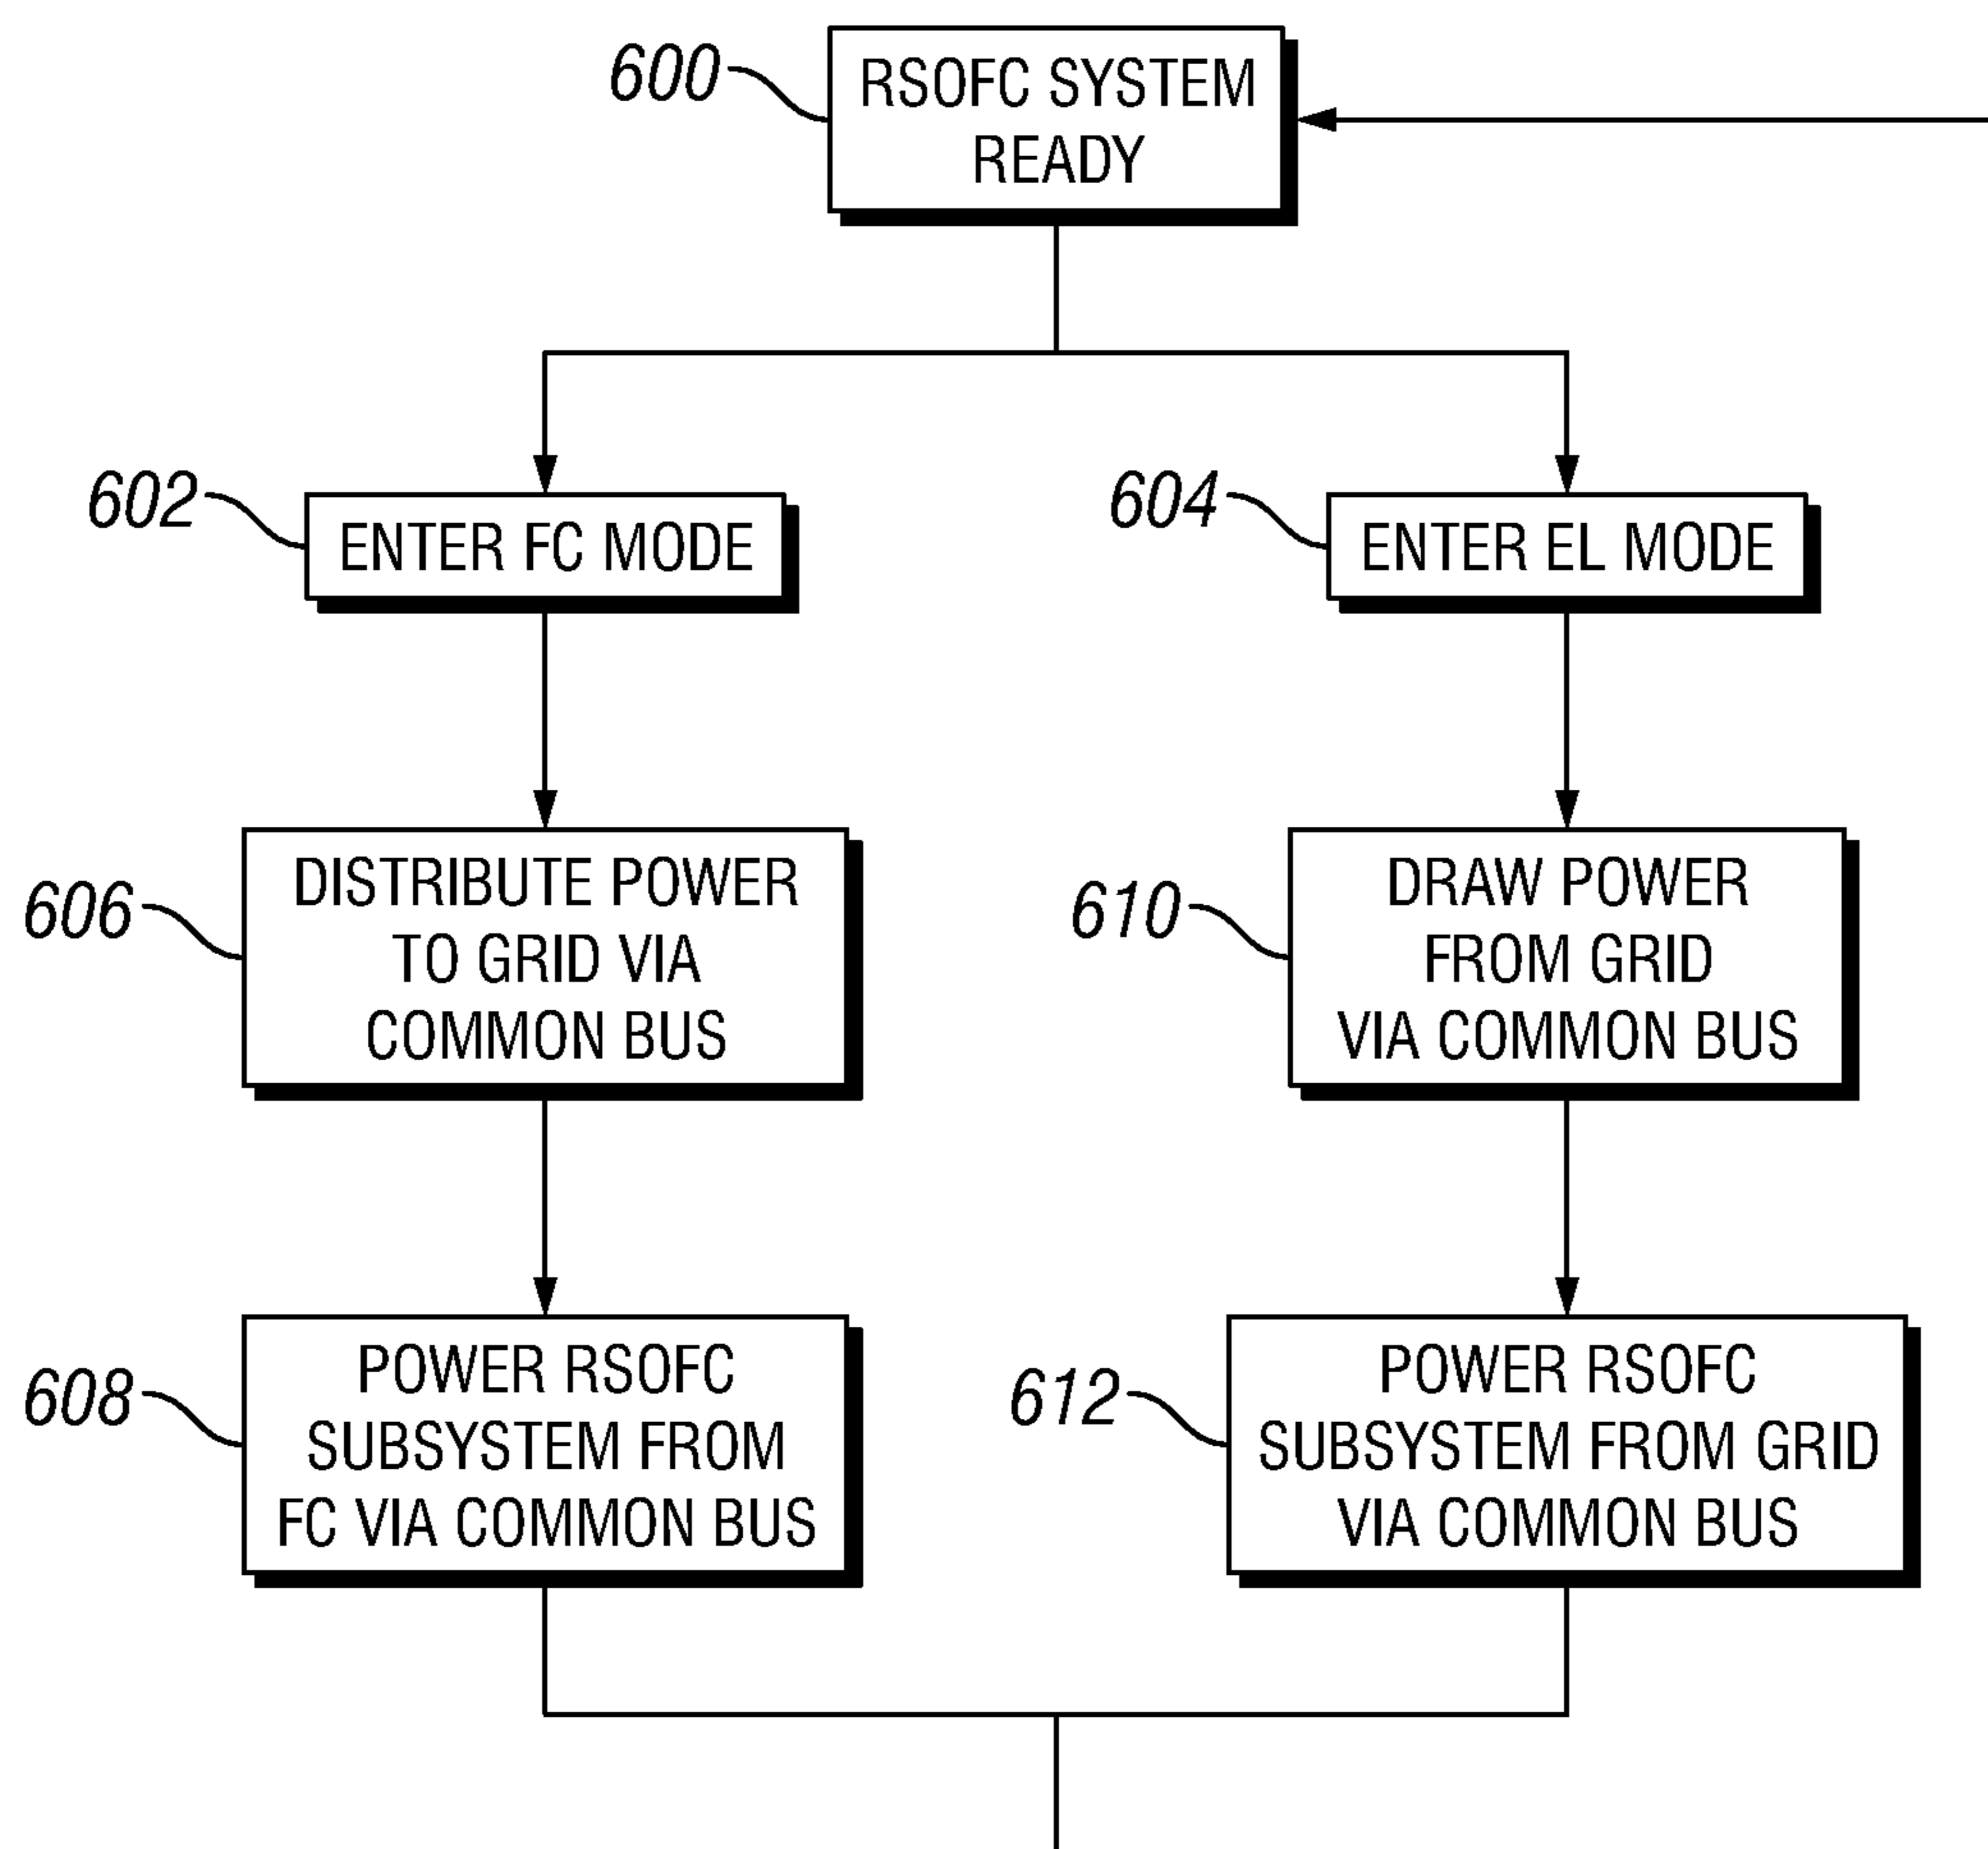 600
RSOFC SYSTEM
READY
602
ENTER FC MODE
604
ENTER EL MODE
606
DISTRIBUTE POWER
TO GRID VIA
COMMON BUS
610
DRAW POWER
FROM GRID
VIA COMMON BUS
608
POWER RSOFC
SUBSYSTEM FROM
FC VIA COMMON BUS
612
POWER RSOFC
SUBSYSTEM FROM GRID
VIA COMMON BUS